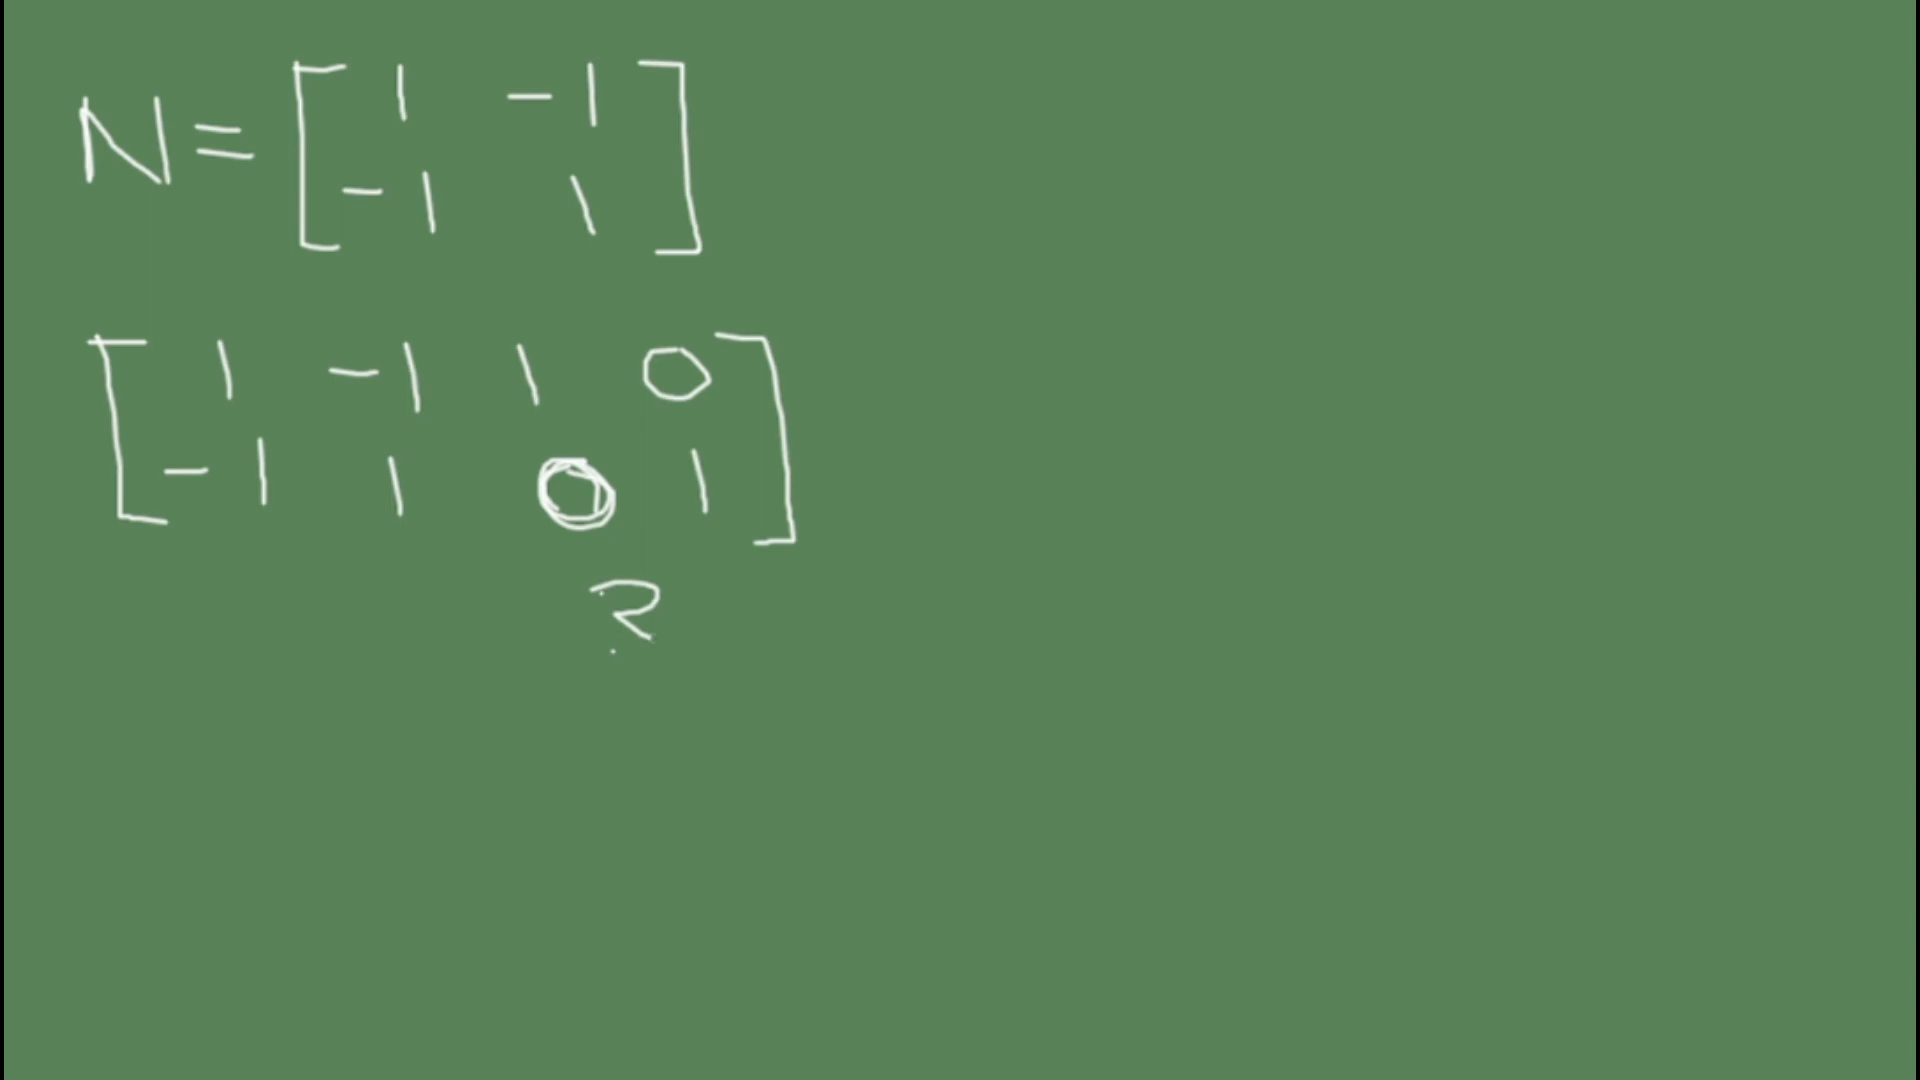 N = [ 1 -1
-1 1 ]
[ 1 -1 1 0
-1 1 0 1 ]
?